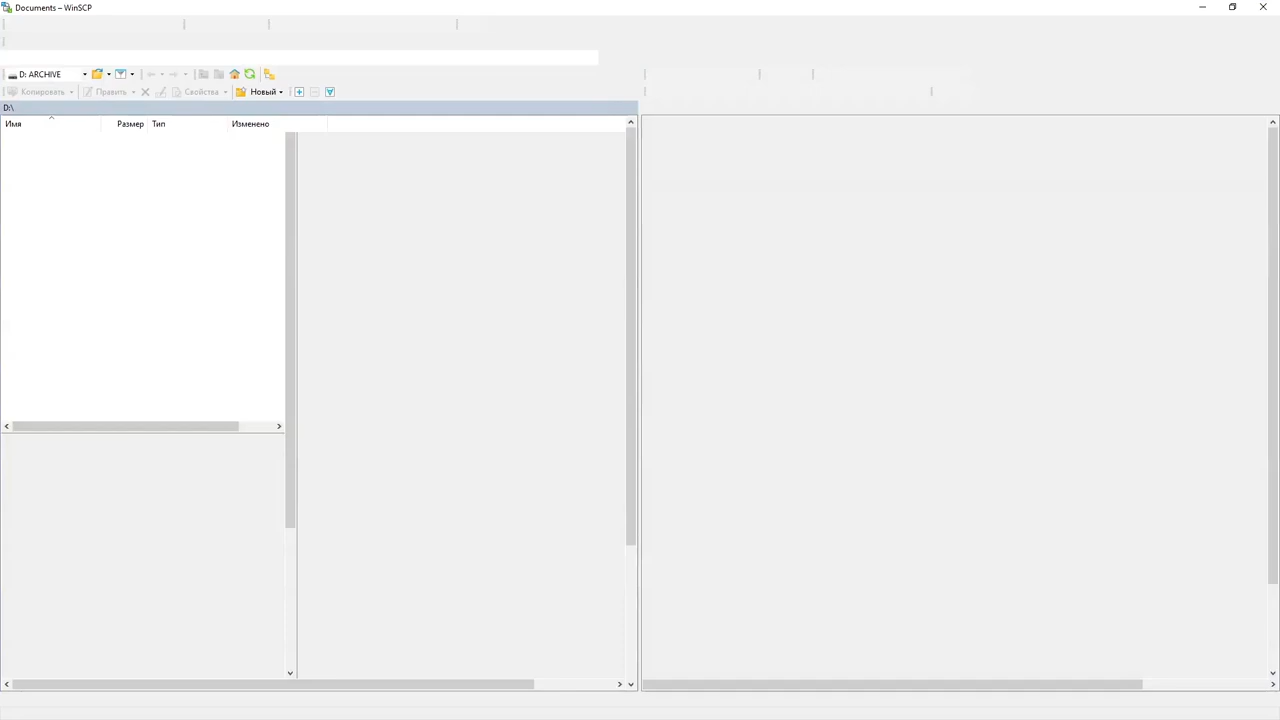 Documents – WinSCP
D: ARCHIVE
Копировать Править Свойства Новый
D:\
Имя Размер Тип Изменено